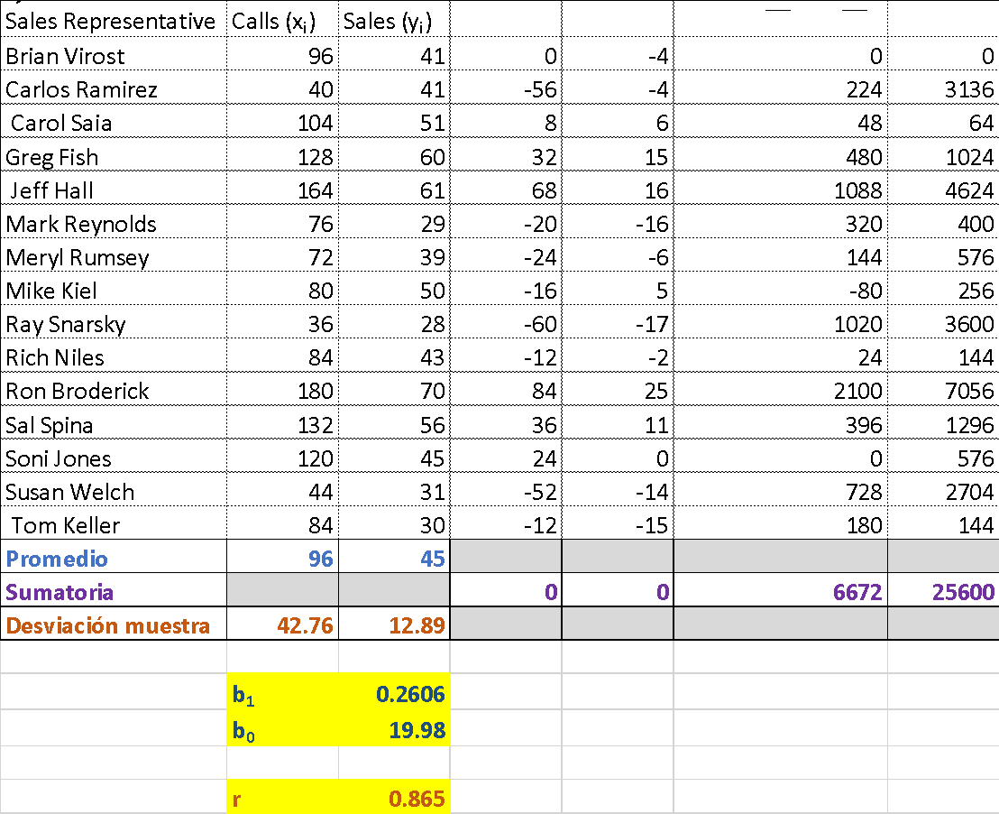 Sales Representative Calls (xi) Sales (yi)
Brian Virost 96 41 0 -4 0 0
Carlos Ramirez 40 41 -56 -4 224 3136
Carol Saia 104 51 8 6 48 64
Greg Fish 128 60 32 15 480 1024
Jeff Hall 164 61 68 16 1088 4624
Mark Reynolds 76 29 -20 -16 320 400
Meryl Rumsey 72 39 -24 -6 144 576
Mike Kiel 80 50 -16 5 -80 256
Ray Snarsky 36 28 -60 -17 1020 3600
Rich Niles 84 43 -12 -2 24 144
Ron Broderick 180 70 84 25 2100 7056
Sal Spina 132 56 36 11 396 1296
Soni Jones 120 45 24 0 0 576
Susan Welch 44 31 -52 -14 728 2704
Tom Keller 84 30 -12 -15 180 144
Promedio 96 45
Sumatoria 0 0 6672 25600
Desviación muestra 42.76 12.89
b1 0.2606
b0 19.98
r 0.865